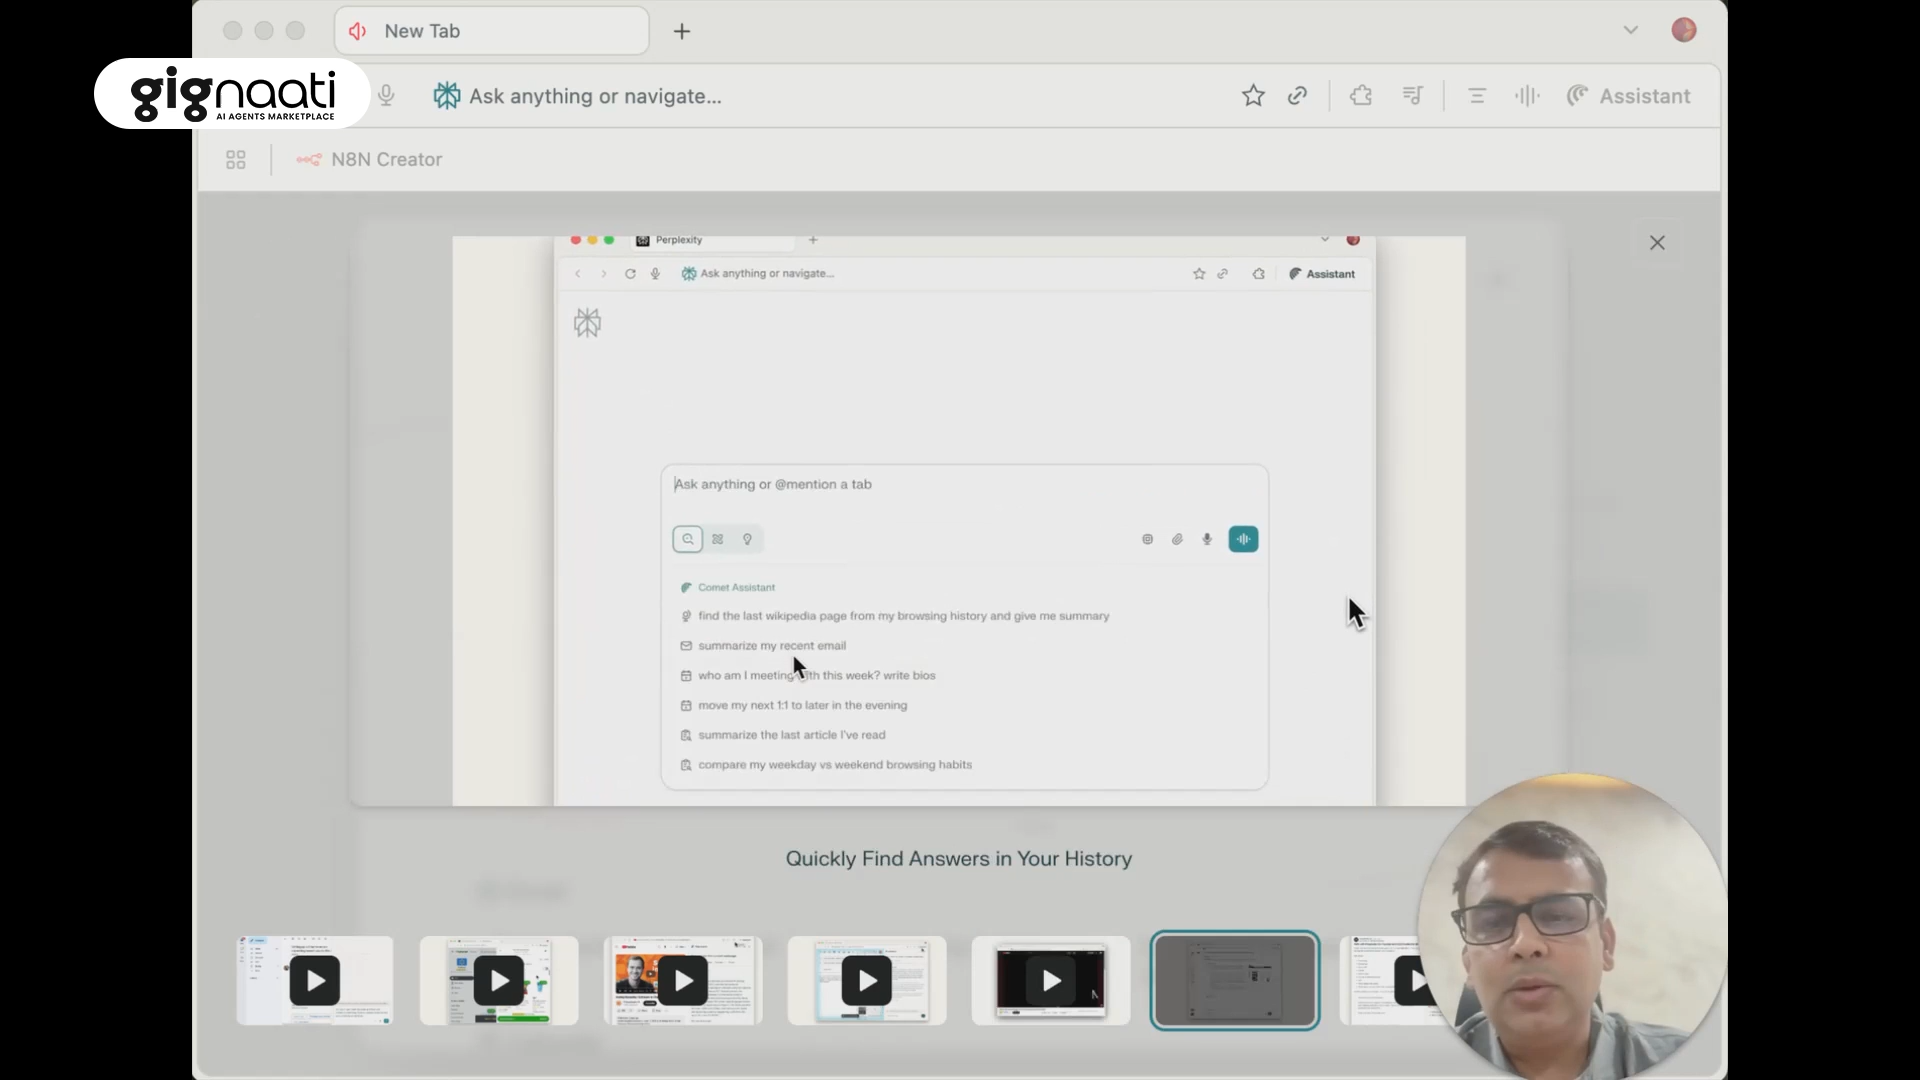 New Tab
gignaati
AI AGENTS MARKETPLACE
Ask anything or navigate...
Assistant
N8N Creator
Perplexity
Ask anything or navigate...
Assistant
Ask anything or @mention a tab
Comet Assistant
find the last wikipedia page from my browsing history and give me summary
summarize my recent email
who am I meeting with this week? write bios
move my next 1:1 to later in the evening
summarize the last article I've read
compare my weekday vs weekend browsing habits
Quickly Find Answers in Your History